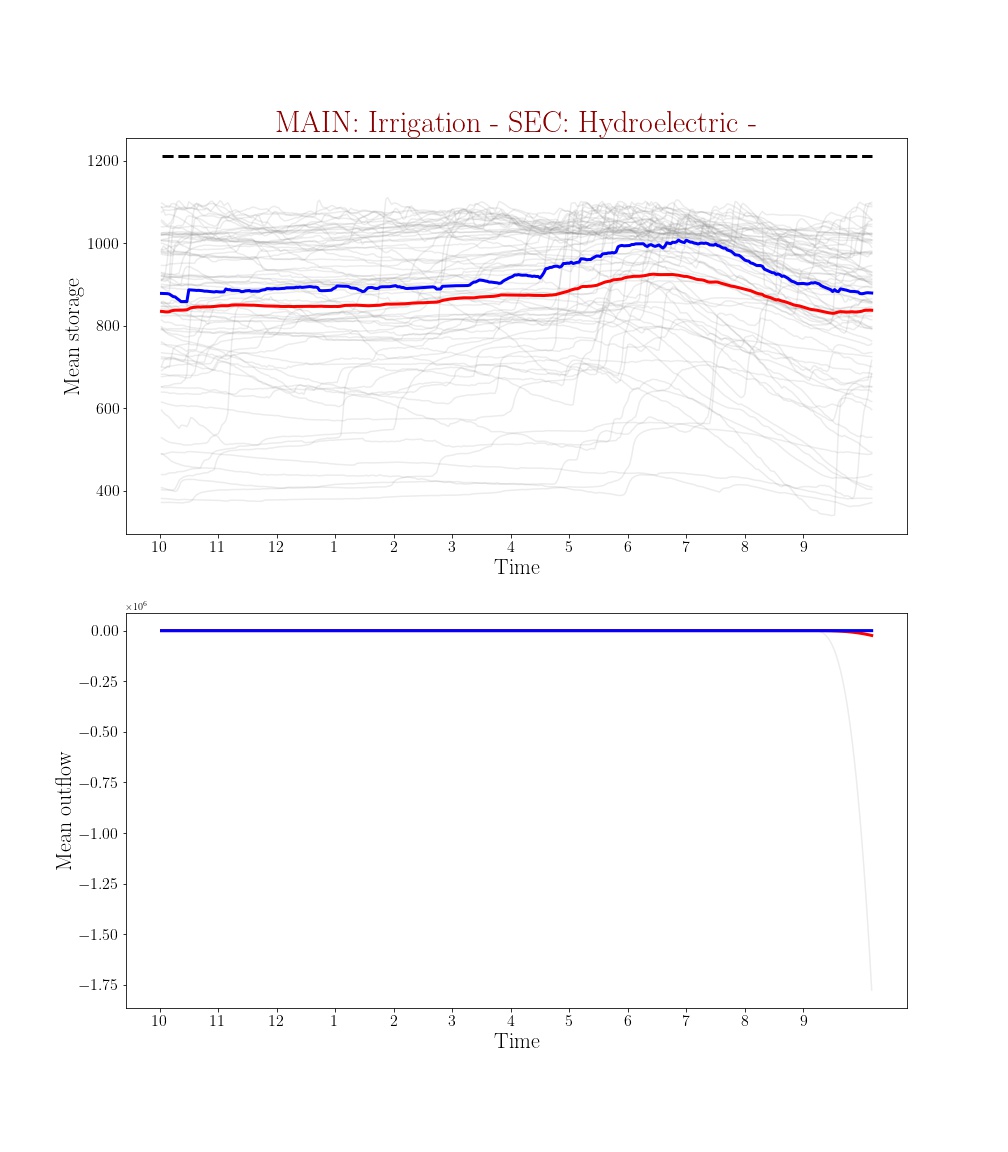 MAIN: Irrigation - SEC: Hydroelectric -
1200
1000
800
600
400
Mean storage
10 11 12 1 2 3 4 5 6 7 8 9
Time
×10⁶
0.00
−0.25
−0.50
−0.75
−1.00
−1.25
−1.50
−1.75
Mean outflow
10 11 12 1 2 3 4 5 6 7 8 9
Time